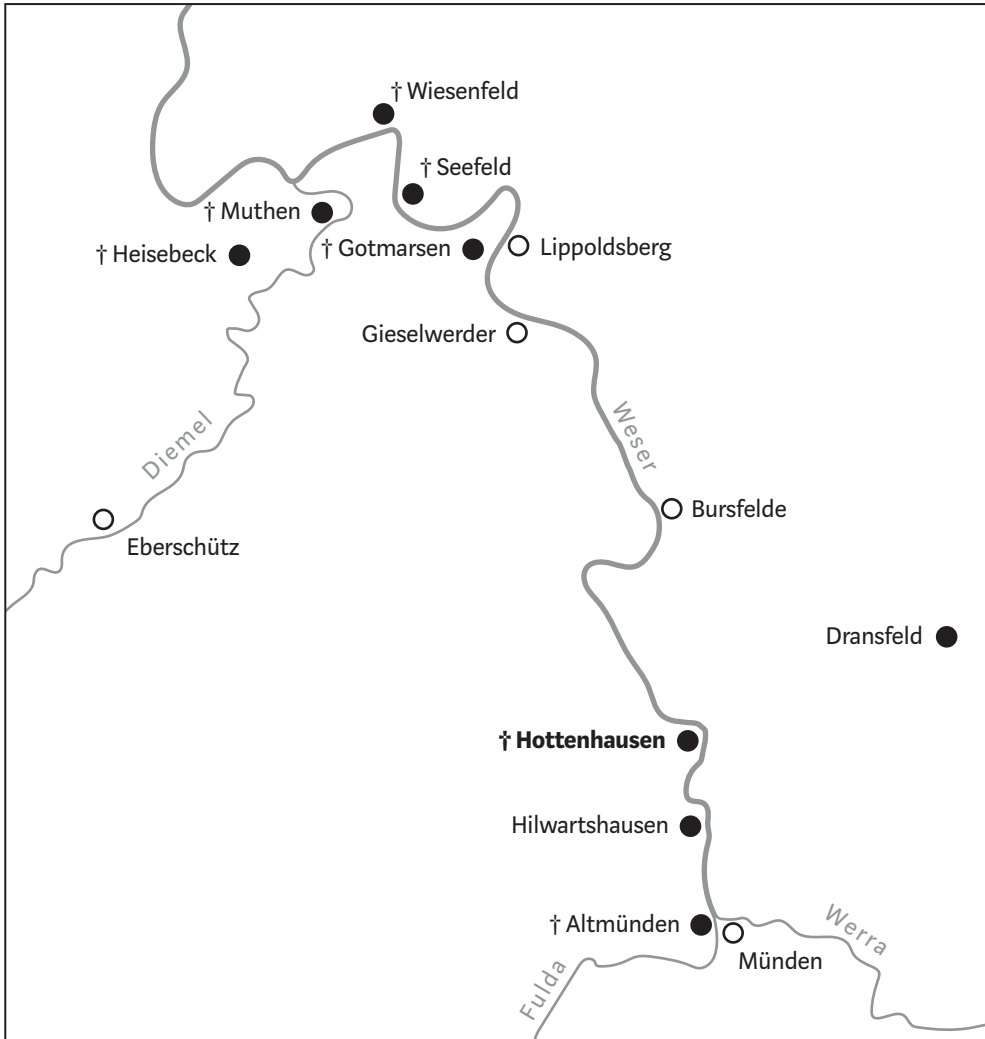 † Wiesenfeld
† Seefeld
† Muthen
† Gotmarsen
Lippoldsberg
† Heisebeck
Gieselwerder
Weser
Diemel
Bursfelde
Eberschütz
Dransfeld
† Hottenhausen
Hilwartshausen
† Altmünden
Werra
Münden
Fulda